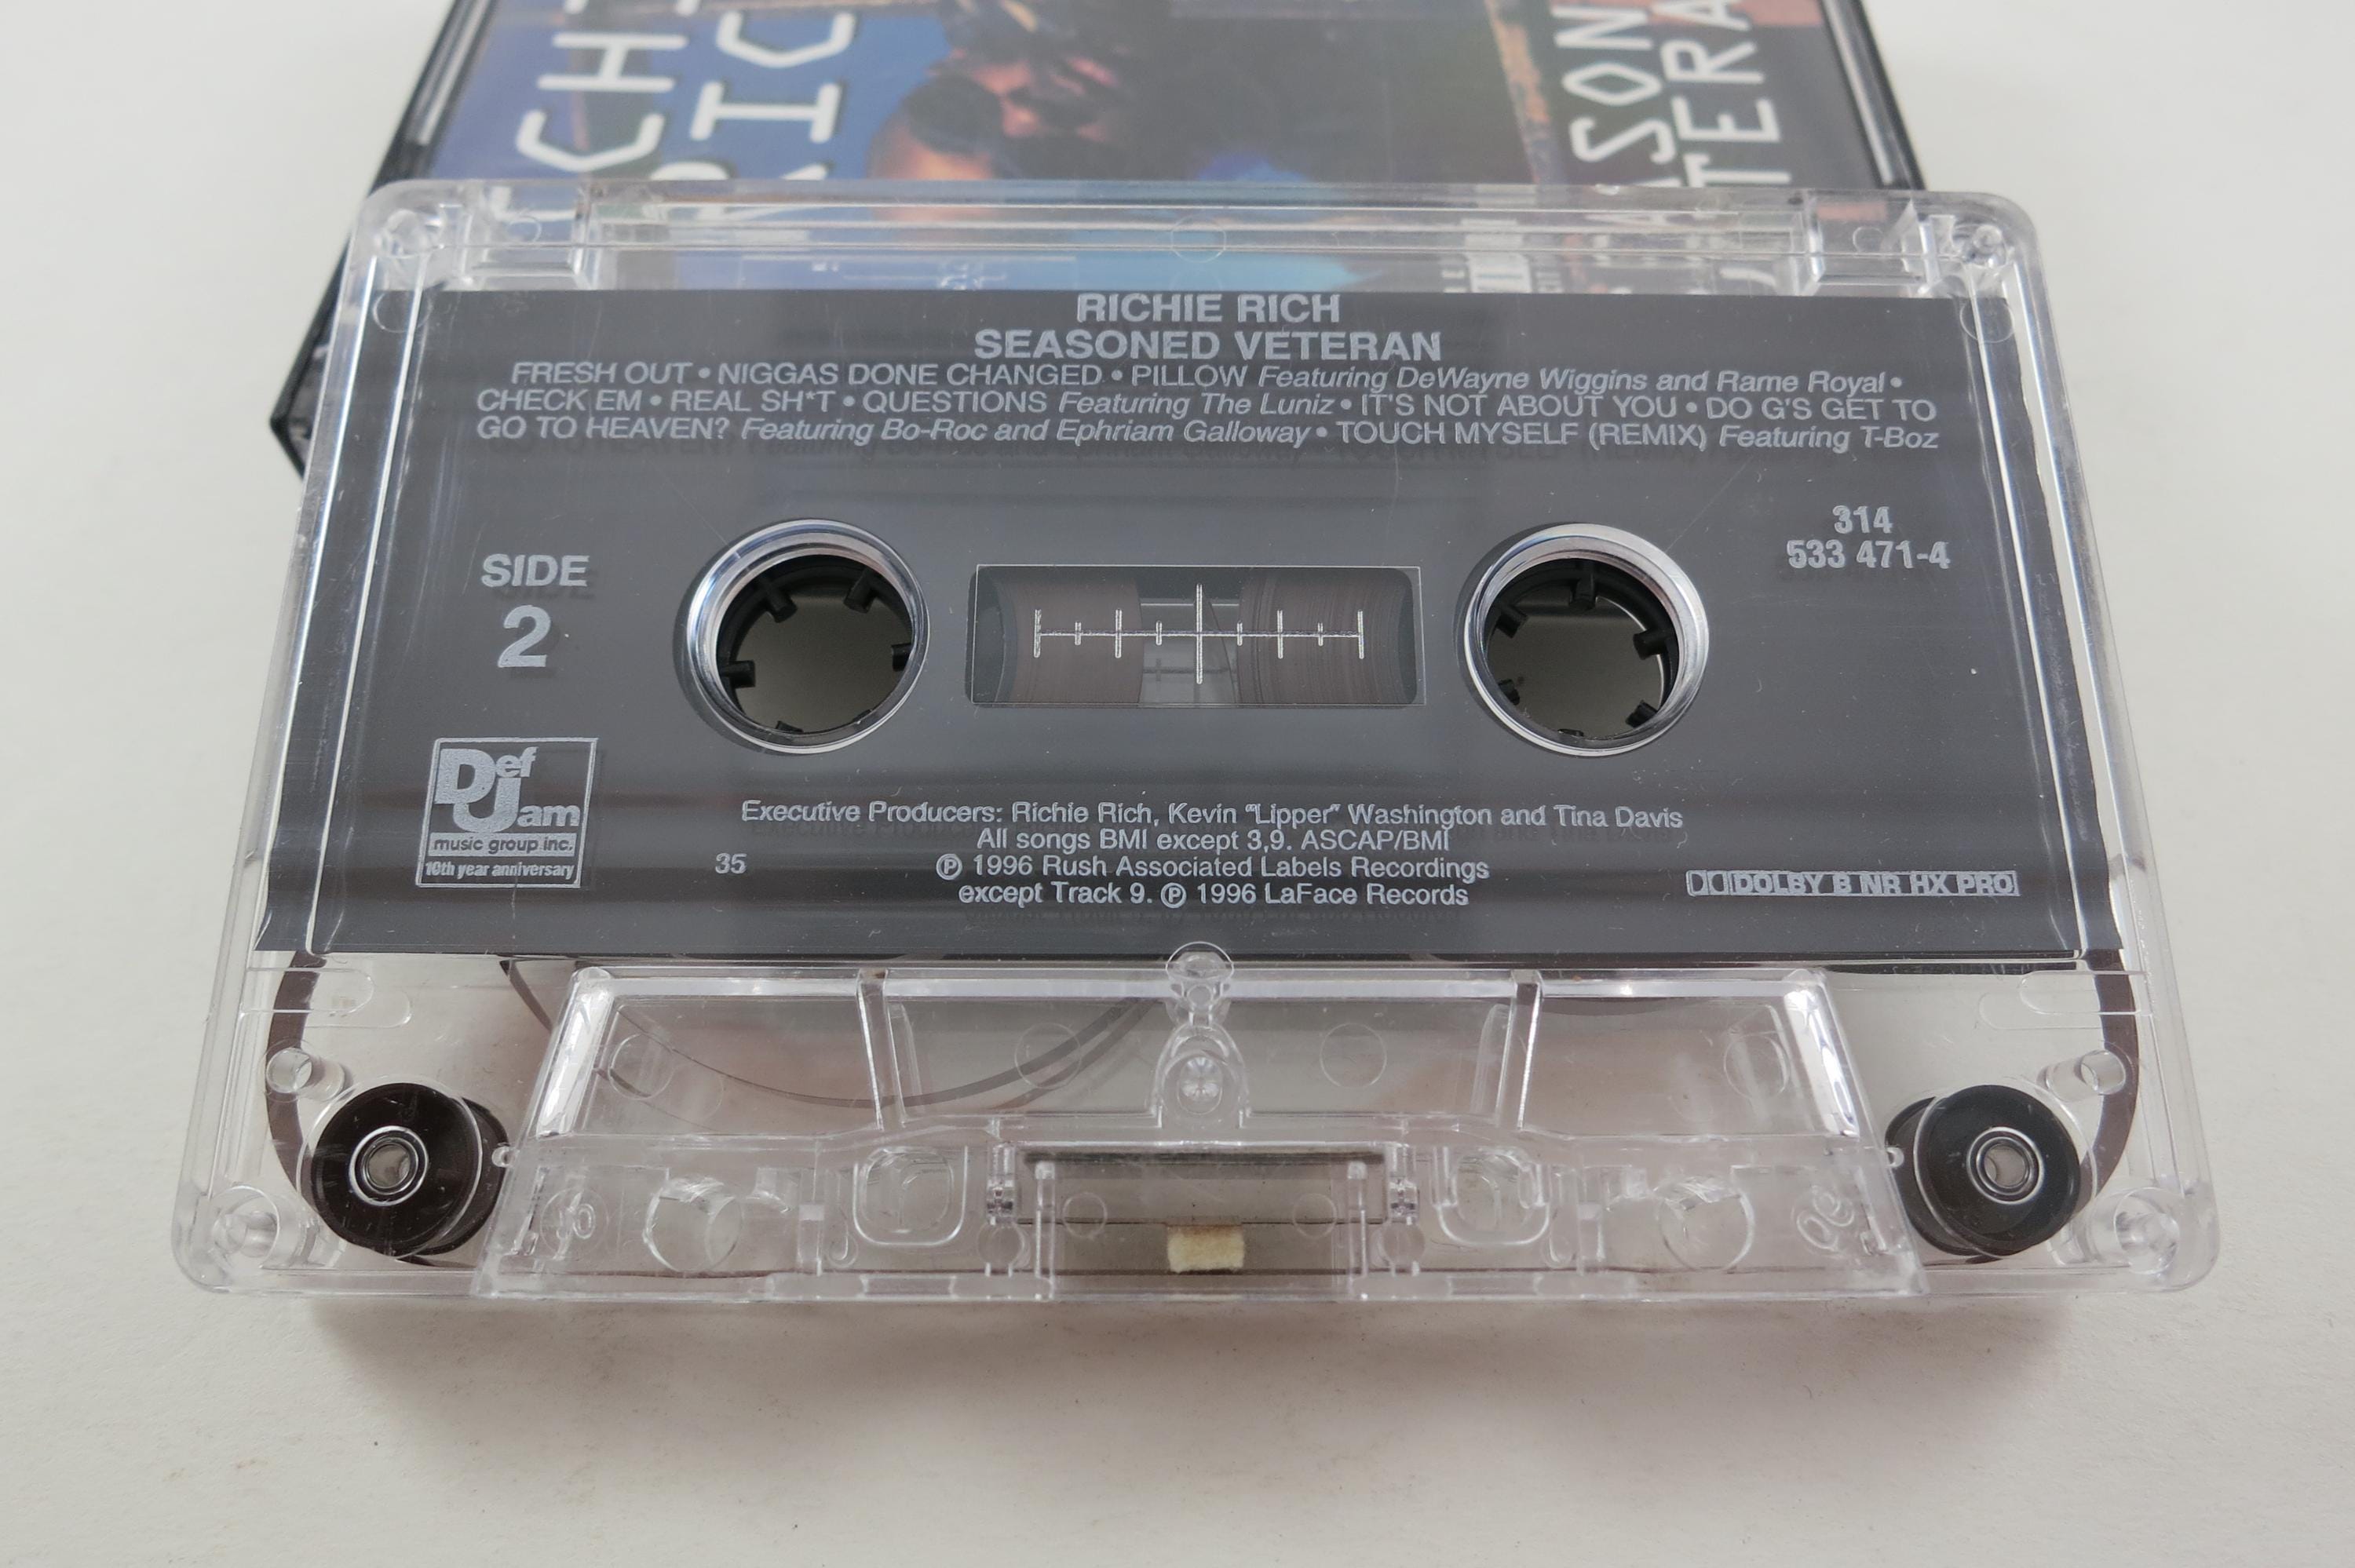 RICHIE RICH
SEASONED VETERAN
FRESH OUT • NIGGAS DONE CHANGED • PILLOW Featuring DeWayne Wiggins and Rame Royal •
CHECK EM • REAL SH*T • QUESTIONS Featuring The Luniz • IT'S NOT ABOUT YOU • DO G'S GET TO
GO TO HEAVEN? Featuring Bo-Roc and Ephriam Galloway • TOUCH MYSELF (REMIX) Featuring T-Boz
314
533 471-4
SIDE
2
Def
Jam
music group inc.
10th year anniversary
Executive Producers: Richie Rich, Kevin "Lipper" Washington and Tina Davis
All songs BMI except 3,9. ASCAP/BMI
35
℗ 1996 Rush Associated Labels Recordings
except Track 9. ℗ 1996 LaFace Records
DOLBY B NR HX PRO